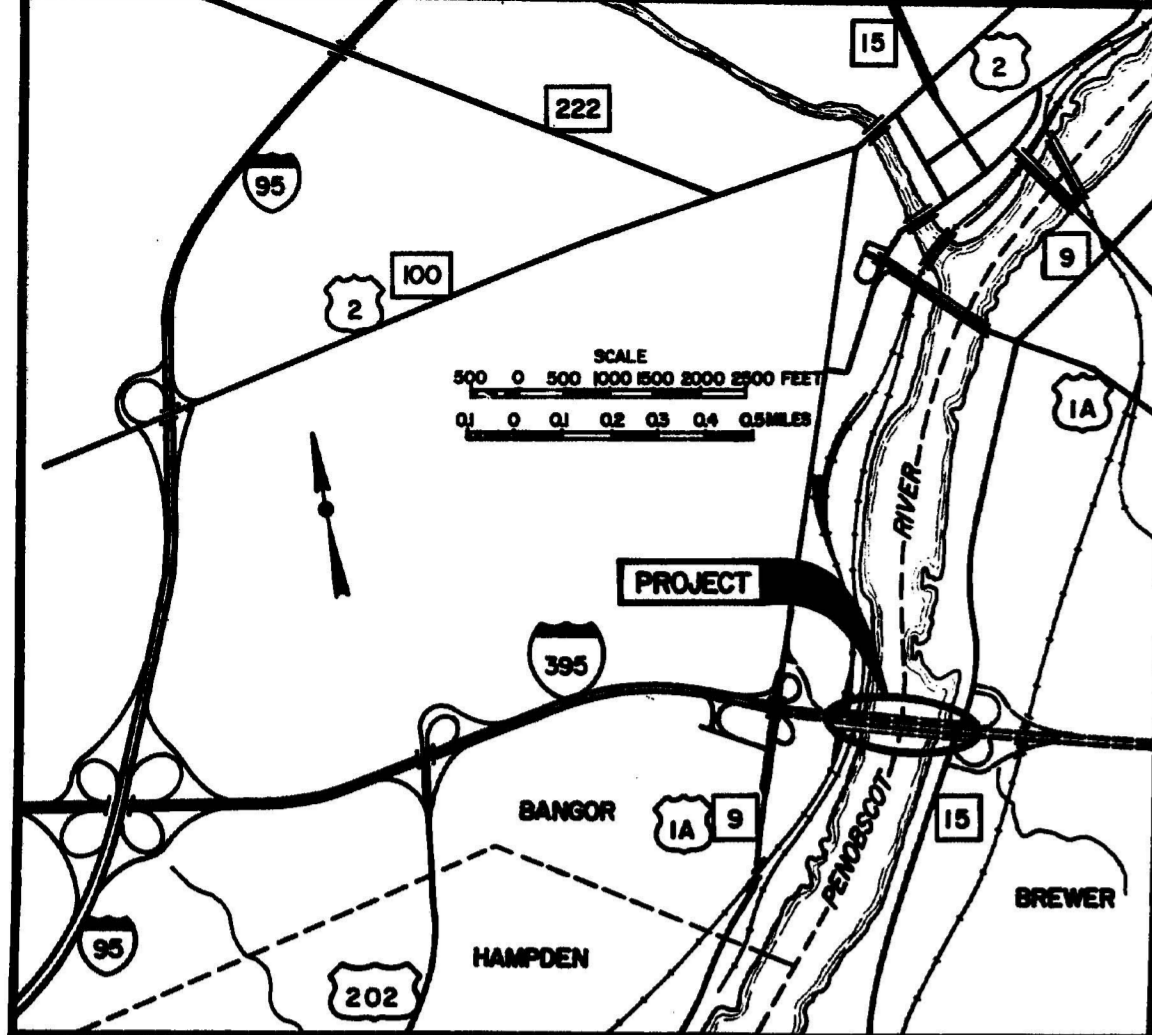 15
2
222
95
9
100
2
SCALE
500 0 500 1000 1500 2000 2500 FEET
0.1 0 0.1 0.2 0.3 0.4 0.5 MILES
1A
RIVER
PROJECT
395
BANGOR
1A
9
15
PENOBSCOT
BREWER
95
HAMPDEN
202